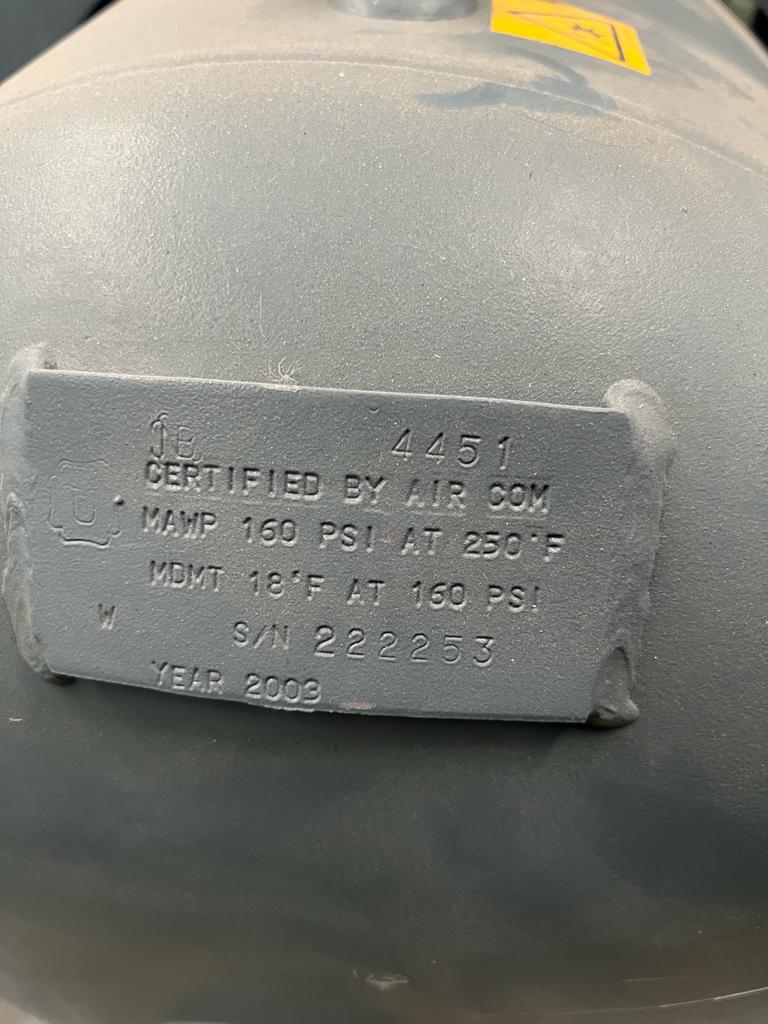 4451
CERTIFIED BY AIR COM
U
MAWP 160 PSI AT 250°F
MDMT 18°F AT 160 PSI
W S/N 222253
YEAR 2003